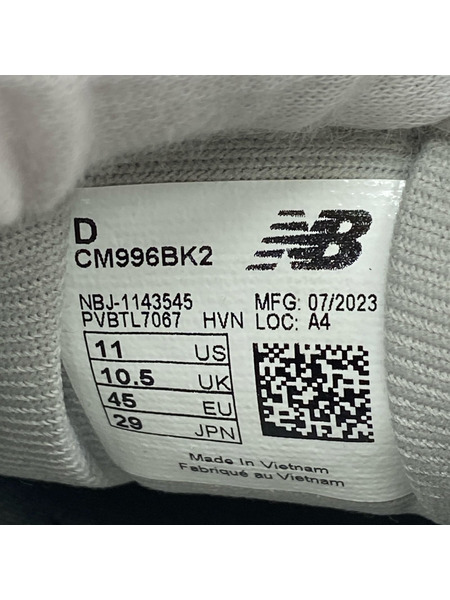 D
CM996BK2
NB
NBJ-1143545 MFG: 07/2023
PVBTL7067 HVN LOC: A4
11 US
10.5 UK
45 EU
29 JPN
Made In Vietnam
Fabriqué au Vietnam